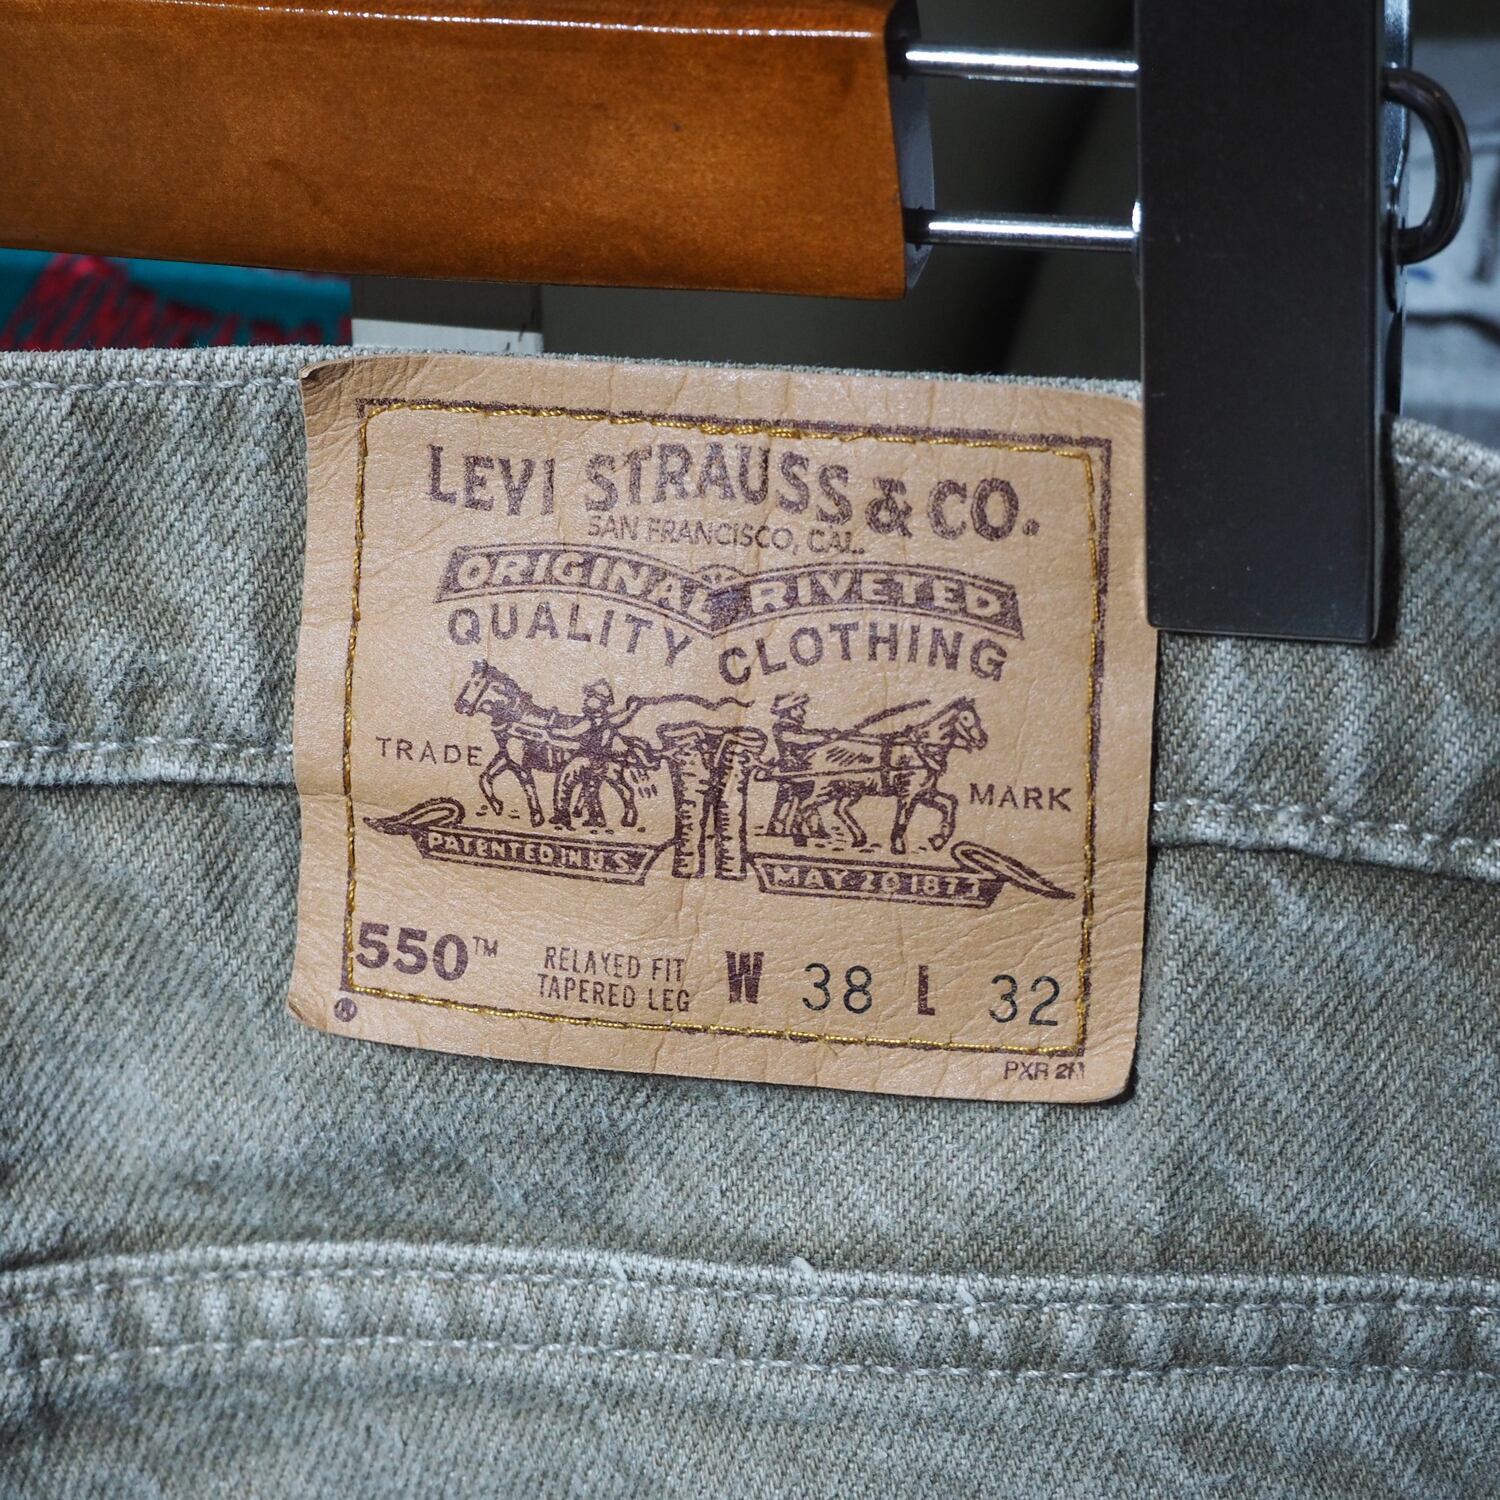 LEVI STRAUSS & CO.
SAN FRANCISCO, CAL.
ORIGINAL RIVETED
QUALITY CLOTHING
TRADE MARK
PATENTED IN U.S. MAY 20 1873
550™ RELAXED FIT W 38 L 32
TAPERED LEG
®
PXR